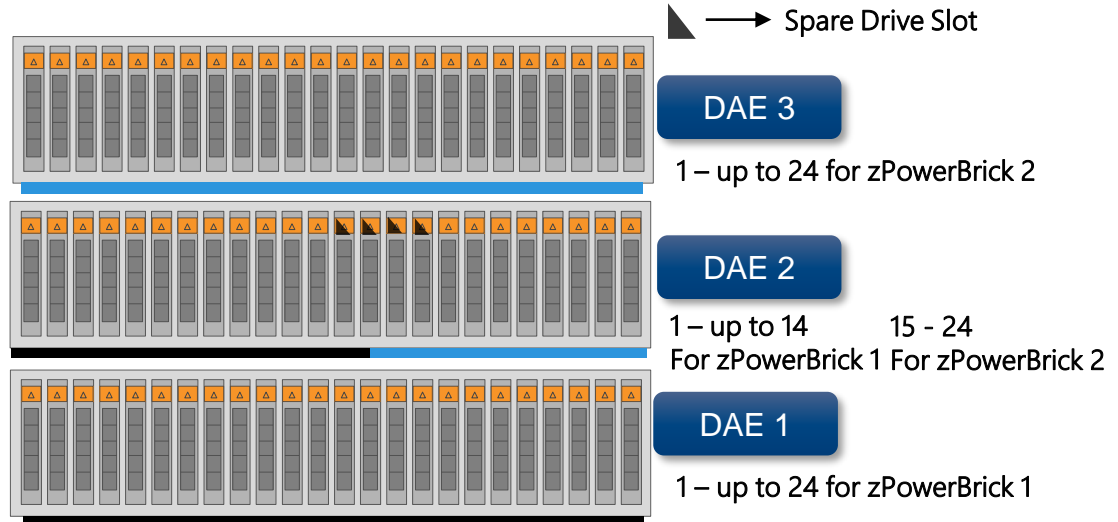 Spare Drive Slot
DAE 3
1 – up to 24 for zPowerBrick 2
DAE 2
1 – up to 14 15 - 24
For zPowerBrick 1 For zPowerBrick 2
DAE 1
1 – up to 24 for zPowerBrick 1